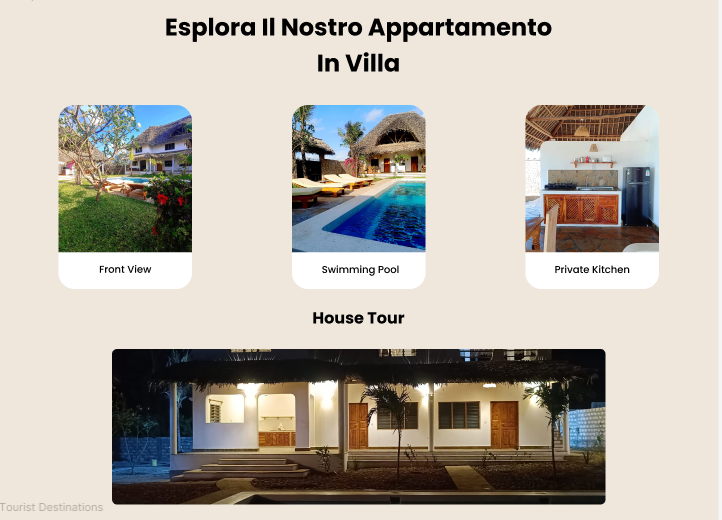 Esplora Il Nostro Appartamento
In Villa
Front View
Swimming Pool
Private Kitchen
House Tour
Tourist Destinations